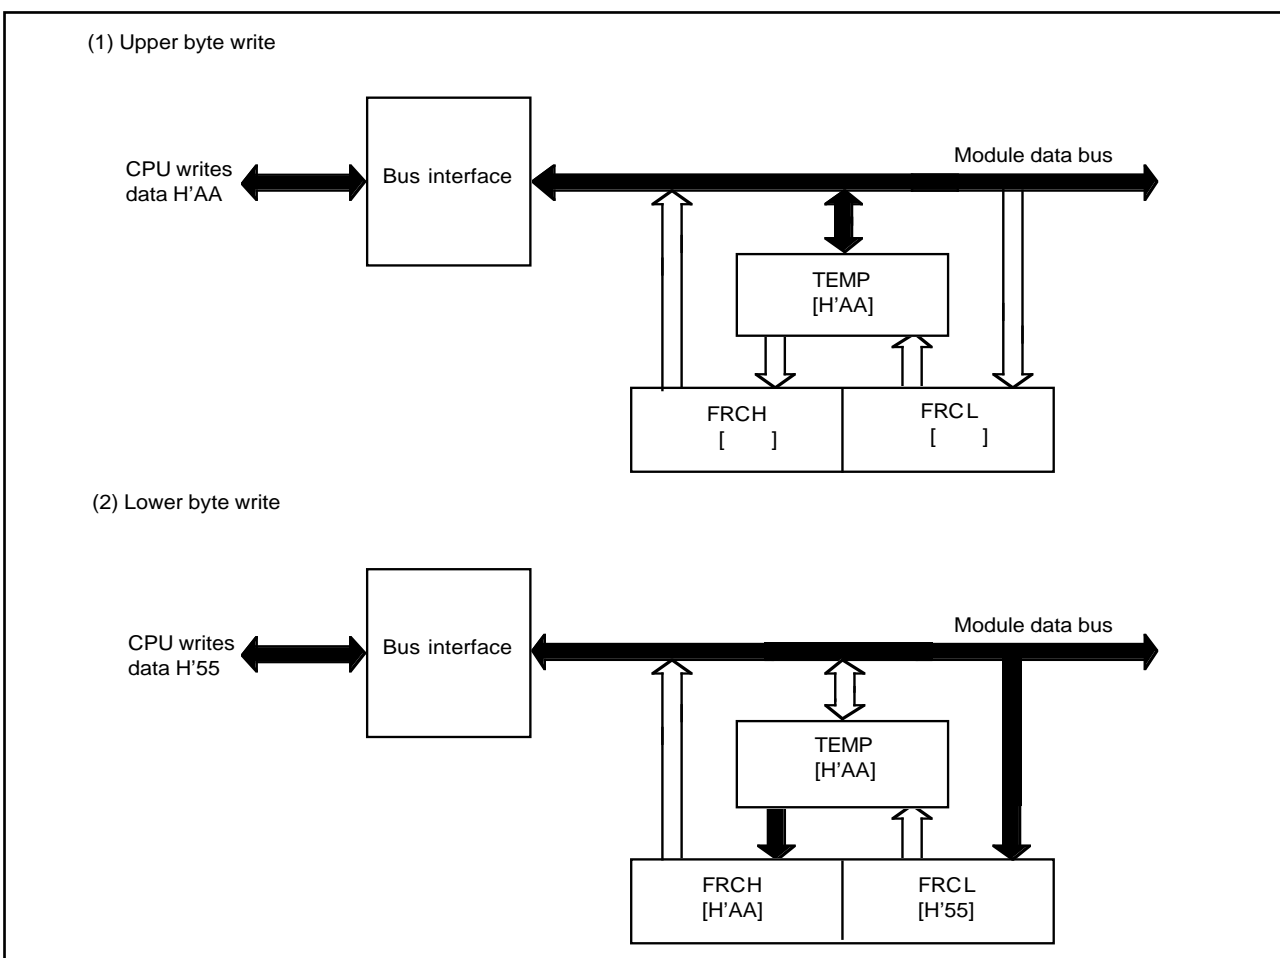 (1) Upper byte write
CPU writes
data H'AA
Bus interface
Module data bus
TEMP
[H'AA]
FRCH
[ ]
FRCL
[ ]
(2) Lower byte write
CPU writes
data H'55
Bus interface
Module data bus
TEMP
[H'AA]
FRCH
[H'AA]
FRCL
[H'55]